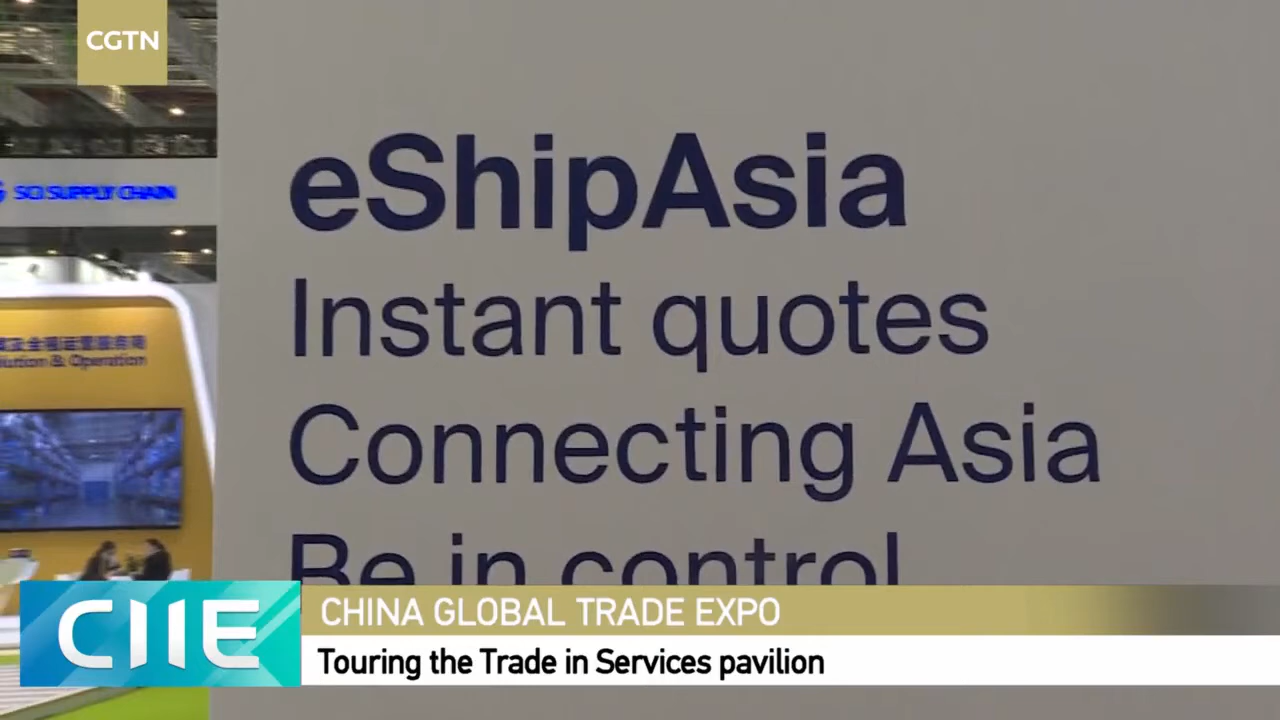 CGTN
SCI SUPPLY CHAIN
& Operation
eShipAsia
Instant quotes
Connecting Asia
Be in control
CIIE
CHINA GLOBAL TRADE EXPO
Touring the Trade in Services pavilion